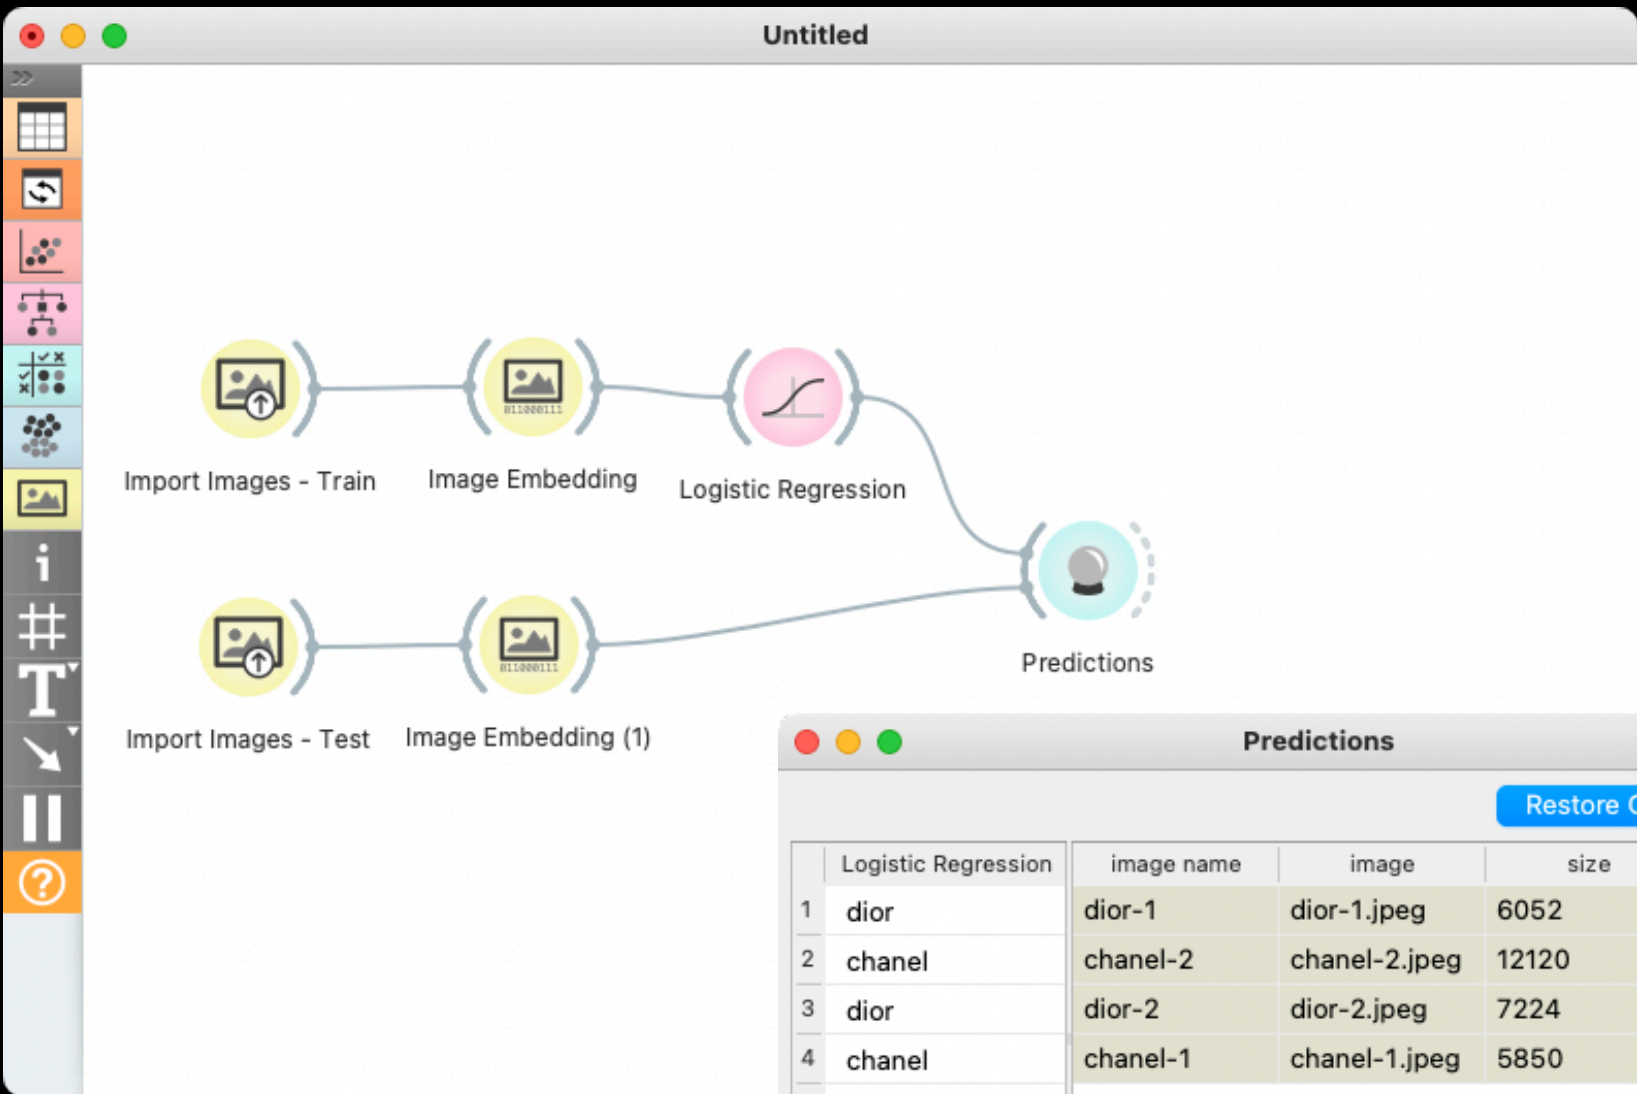 Untitled
Import Images - Train
Image Embedding
Logistic Regression
Predictions
Import Images - Test
Image Embedding (1)
Predictions
Restore
Logistic Regression image name image size
1 dior dior-1 dior-1.jpeg 6052
2 chanel chanel-2 chanel-2.jpeg 12120
3 dior dior-2 dior-2.jpeg 7224
4 chanel chanel-1 chanel-1.jpeg 5850